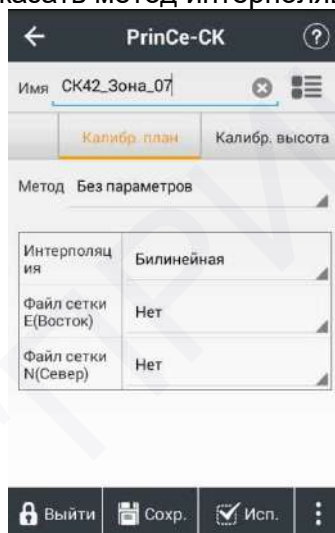 PrinCe-СК
Имя СК42_Зона_07
Калибр. план Калибр. высота
Метод Без параметров
Интерполяц
ия
Билинейная
Файл сетки
E(Восток)
Нет
Файл сетки
N(Север)
Нет
Выйти Сохр. Исп.